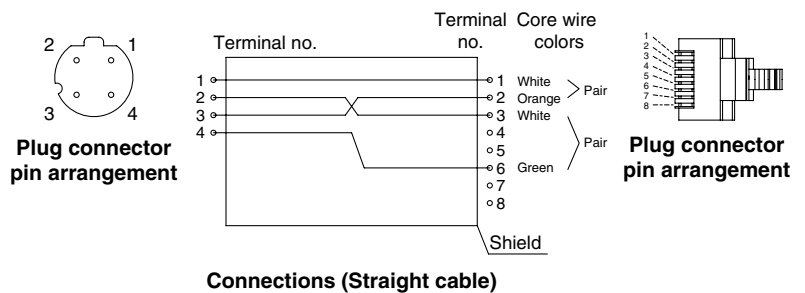 2 1
3 4
Plug connector
pin arrangement
Terminal no.
1
2
3
4
Terminal
no.
Core wire
colors
1 White
2 Orange
Pair
3 White
4
5
Pair
6 Green
7
8
Shield
1
2
3
4
5
6
7
8
Plug connector
pin arrangement
Connections (Straight cable)